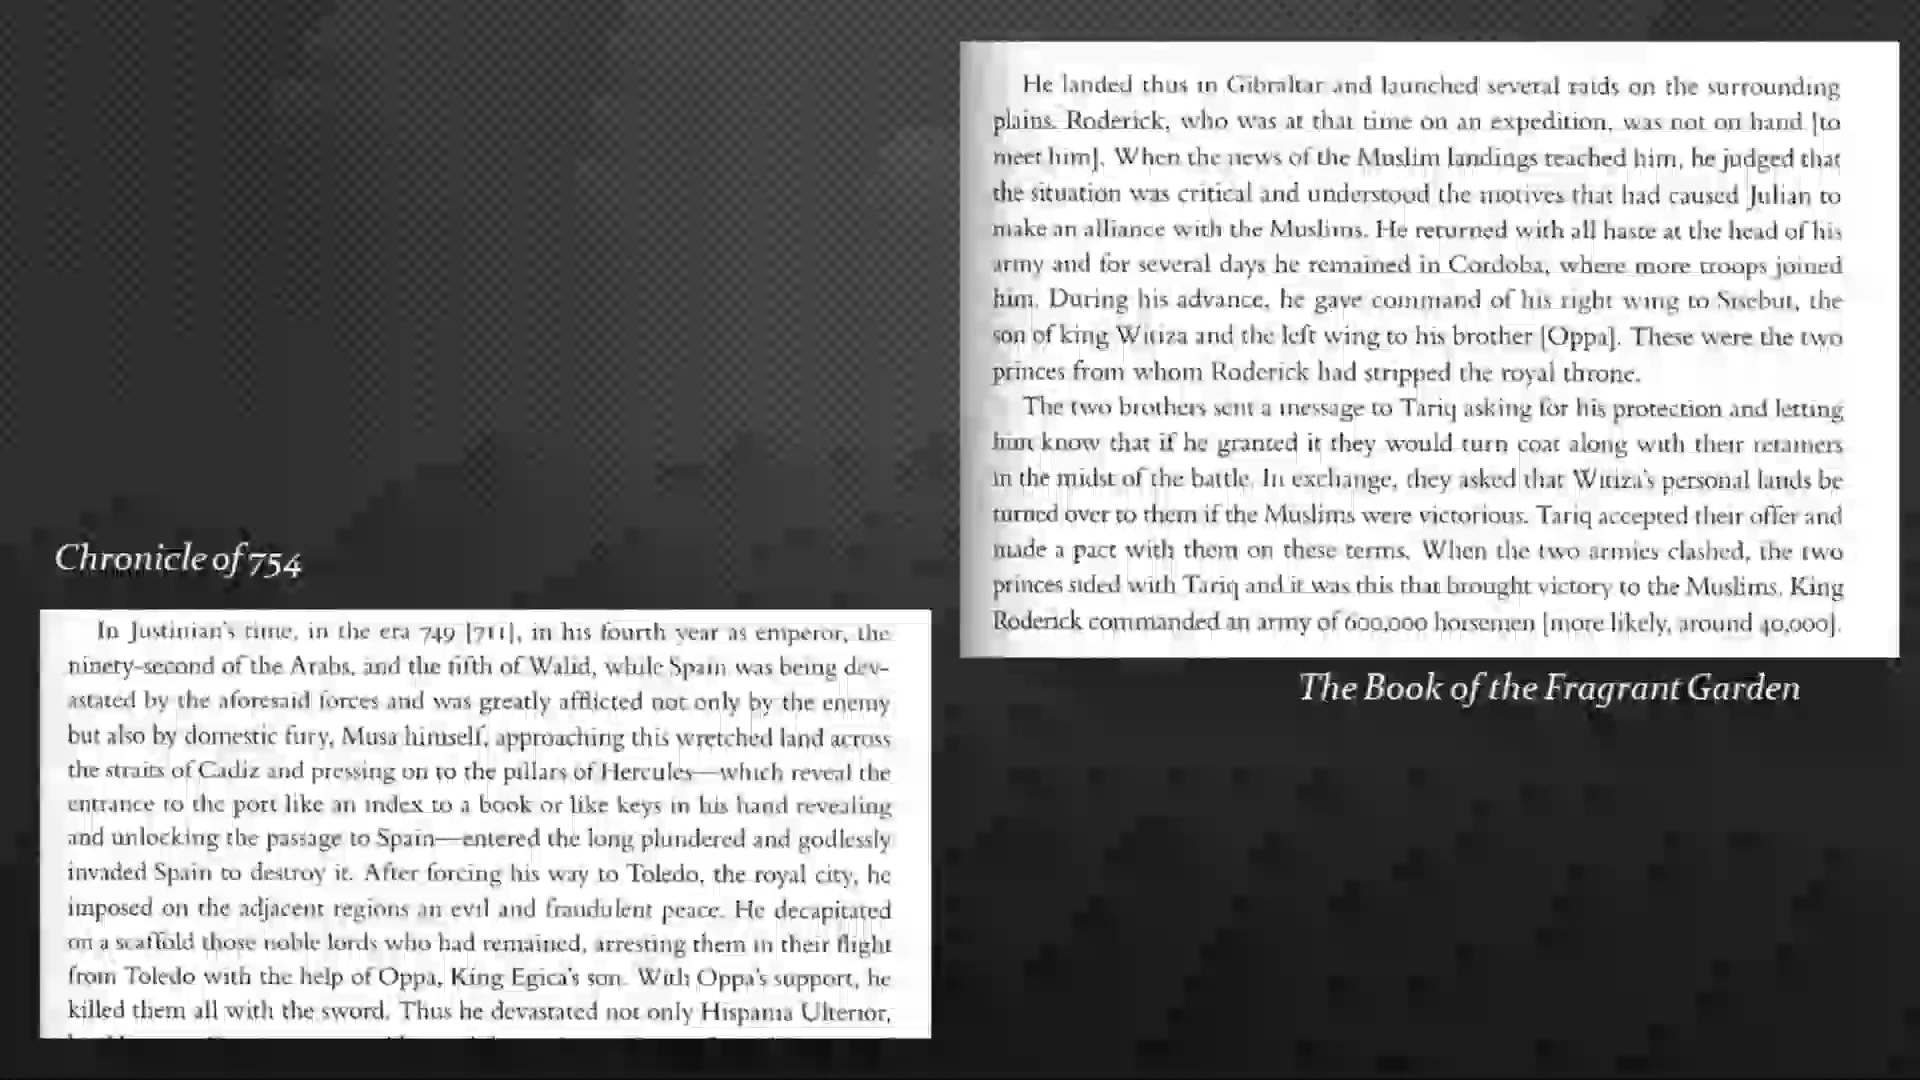 Chronicle of 754
In Justinian's time, in the era 749 [711], in his fourth year as emperor, the
ninety-second of the Arabs, and the fifth of Walid, while Spain was being dev-
astated by the aforesaid forces and was greatly afflicted not only by the enemy
but also by domestic fury, Musa himself, approaching this wretched land across
the straits of Cadiz and pressing on to the pillars of Hercules—which reveal the
entrance to the port like an index to a book or like keys in his hand revealing
and unlocking the passage to Spain—entered the long plundered and godlessly
invaded Spain to destroy it. After forcing his way to Toledo, the royal city, he
imposed on the adjacent regions an evil and fraudulent peace. He decapitated
on a scaffold those noble lords who had remained, arresting them in their flight
from Toledo with the help of Oppa, King Egica's son. With Oppa's support, he
killed them all with the sword. Thus he devastated not only Hispania Ulterior,
He landed thus in Gibraltar and launched several raids on the surrounding
plains. Roderick, who was at that time on an expedition, was not on hand [to
meet him]. When the news of the Muslim landings reached him, he judged that
the situation was critical and understood the motives that had caused Julian to
make an alliance with the Muslims. He returned with all haste at the head of his
army and for several days he remained in Cordoba, where more troops joined
him. During his advance, he gave command of his right wing to Sisebut, the
son of king Witiza and the left wing to his brother [Oppa]. These were the two
princes from whom Roderick had stripped the royal throne.
The two brothers sent a message to Tariq asking for his protection and letting
him know that if he granted it they would turn coat along with their retainers
in the midst of the battle. In exchange, they asked that Witiza's personal lands be
turned over to them if the Muslims were victorious. Tariq accepted their offer and
made a pact with them on these terms. When the two armies clashed, the two
princes sided with Tariq and it was this that brought victory to the Muslims. King
Roderick commanded an army of 600,000 horsemen [more likely, around 40,000].
The Book of the Fragrant Garden